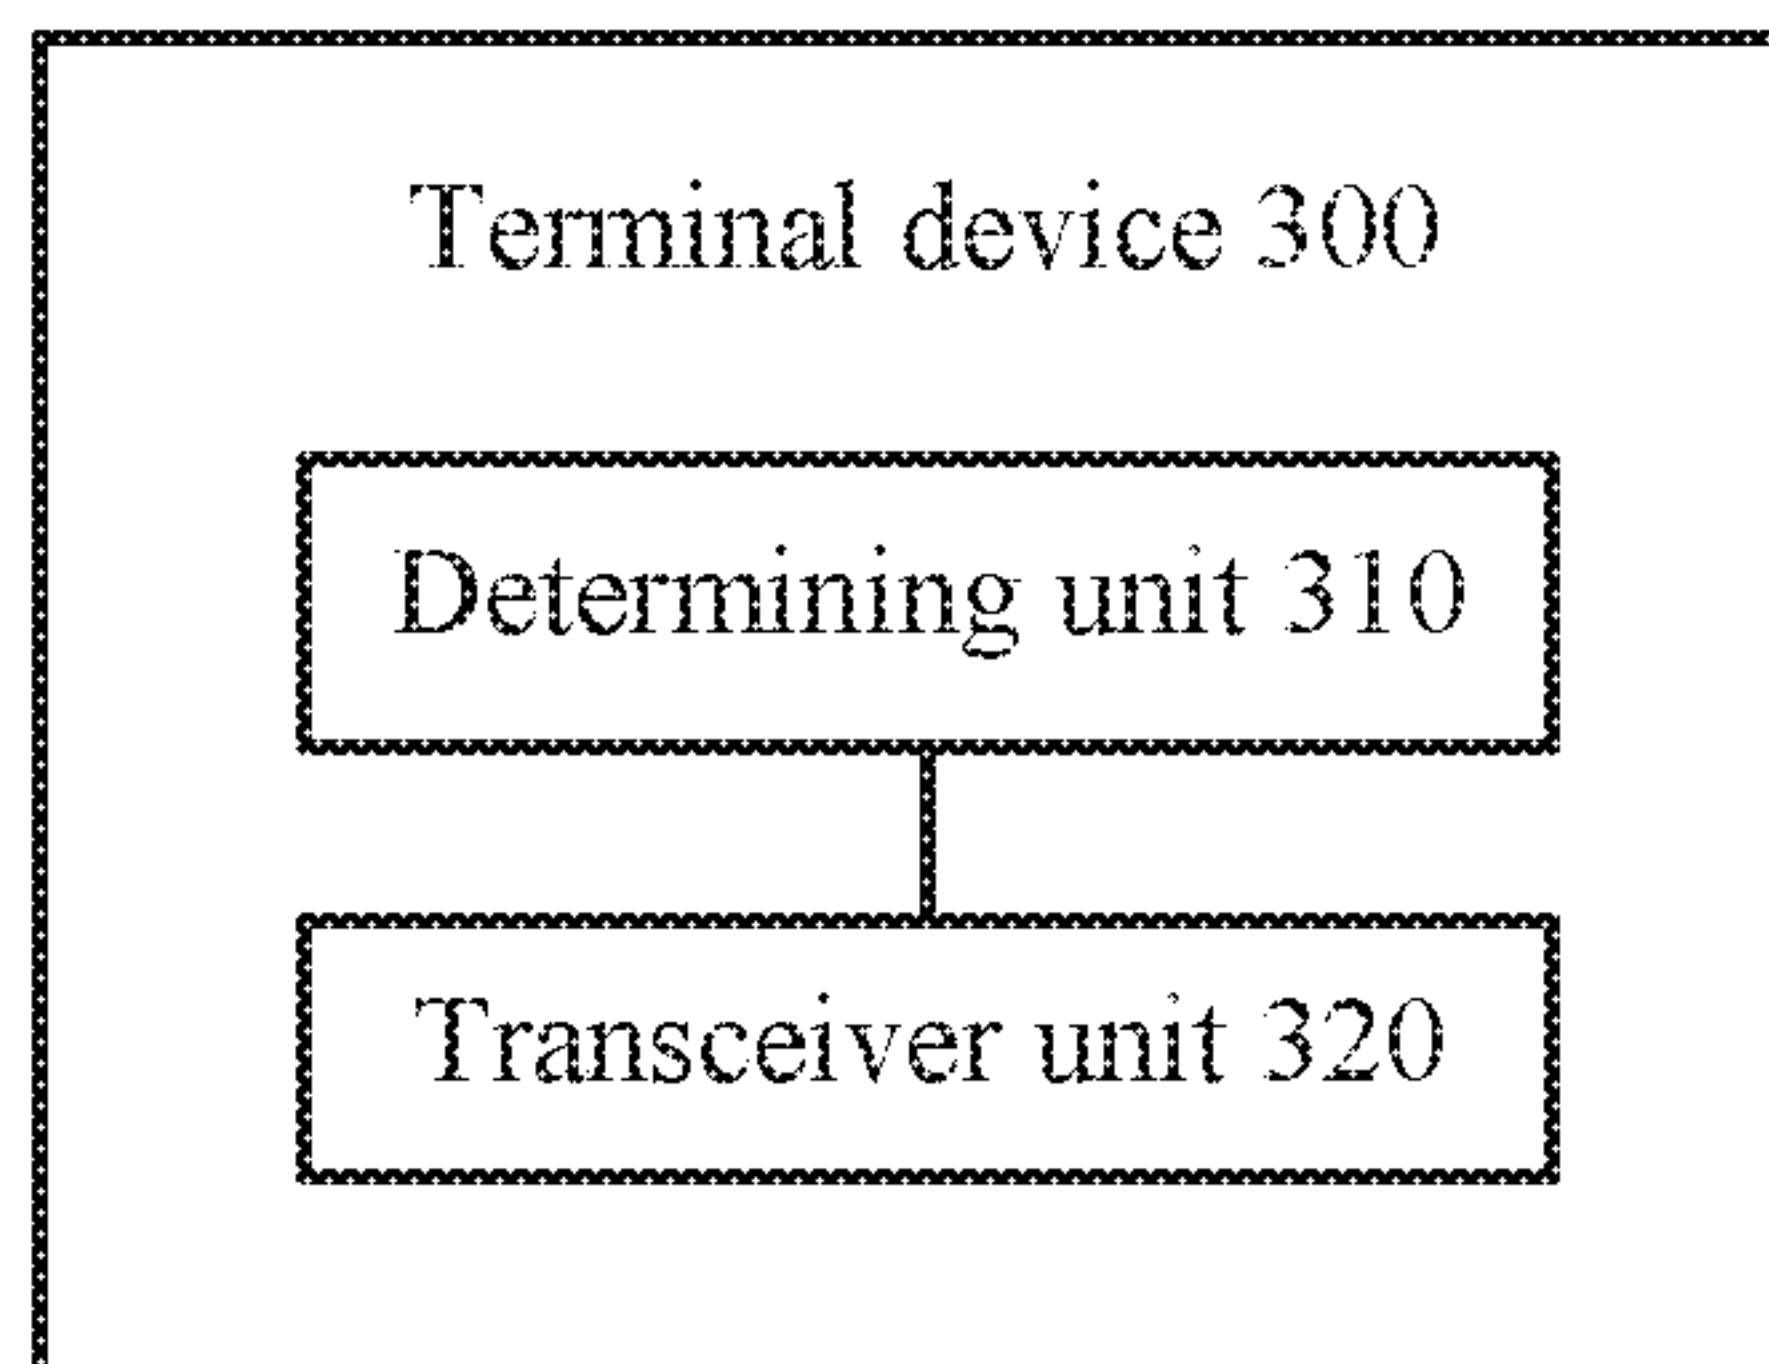 Terminal device 300
Determining unit 310
Transceiver unit 320